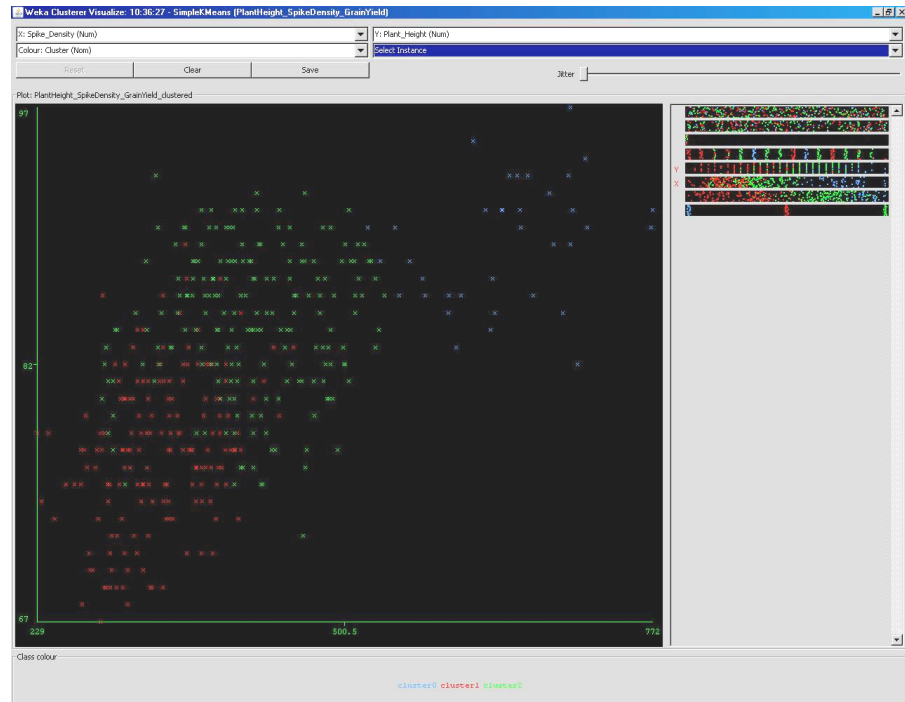 Weka Clusterer Visualize: 10:36:27 - SimpleKMeans (PlantHeight_SpikeDensity_GrainYield)
X: Spike_Density (Num)
Y: Plant_Height (Num)
Colour: Cluster (Nom)
Select Instance
Reset
Clear
Save
Jitter
Plot: PlantHeight_SpikeDensity_GrainYield_clustered
97
Y
X
82
67
229
500.5
772
Class colour
cluster0 cluster1 cluster2